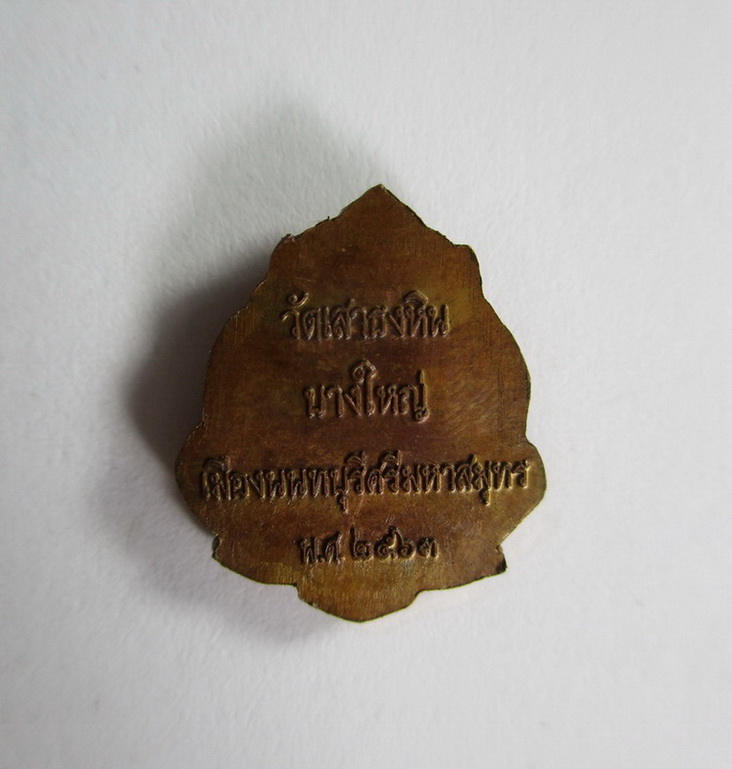 วัดเสาธงหิน
บางใหญ่
เมืองนนทบุรีศรีมหาสมุทร
พ.ศ. ๒๕๖๓